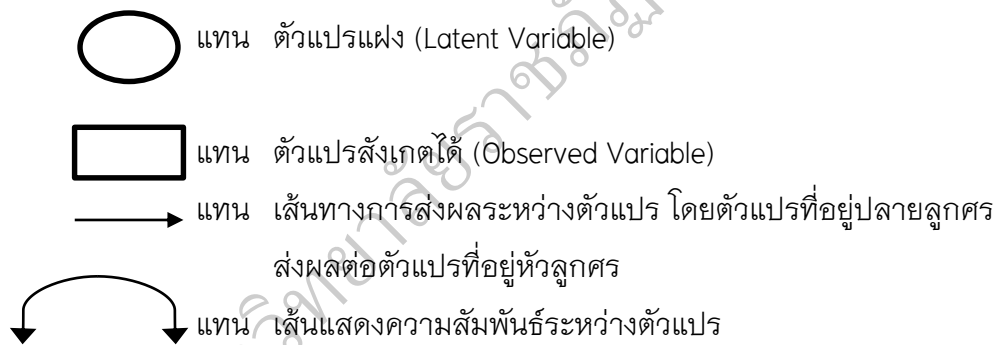 แทน ตัวแปรแฝง (Latent Variable)
แทน ตัวแปรสังเกตได้ (Observed Variable)
แทน เส้นทางการส่งผลระหว่างตัวแปร โดยตัวแปรที่อยู่ปลายลูกศร
ส่งผลต่อตัวแปรที่อยู่หัวลูกศร
แทน เส้นแสดงความสัมพันธ์ระหว่างตัวแปร